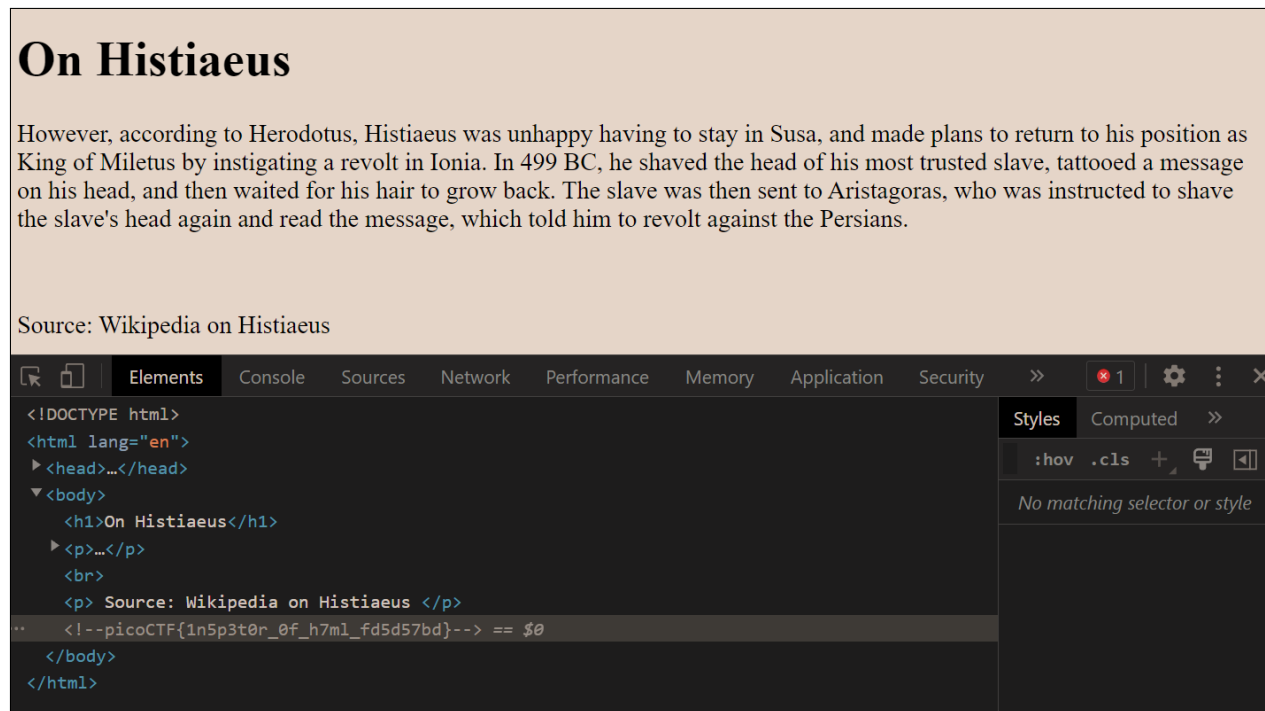 On Histiaeus
However, according to Herodotus, Histiaeus was unhappy having to stay in Susa, and made plans to return to his position as
King of Miletus by instigating a revolt in Ionia. In 499 BC, he shaved the head of his most trusted slave, tattooed a message
on his head, and then waited for his hair to grow back. The slave was then sent to Aristagoras, who was instructed to shave
the slave's head again and read the message, which told him to revolt against the Persians.
Source: Wikipedia on Histiaeus
Elements Console Sources Network Performance Memory Application Security » 1
<!DOCTYPE html>
<html lang="en">
<head>…</head>
<body>
<h1>On Histiaeus</h1>
<p>…</p>
<br>
<p> Source: Wikipedia on Histiaeus </p>
<!--picoCTF{1n5p3t0r_0f_h7ml_fd5d57bd}--> == $0
</body>
</html>
Styles Computed »
:hov .cls +
No matching selector or style